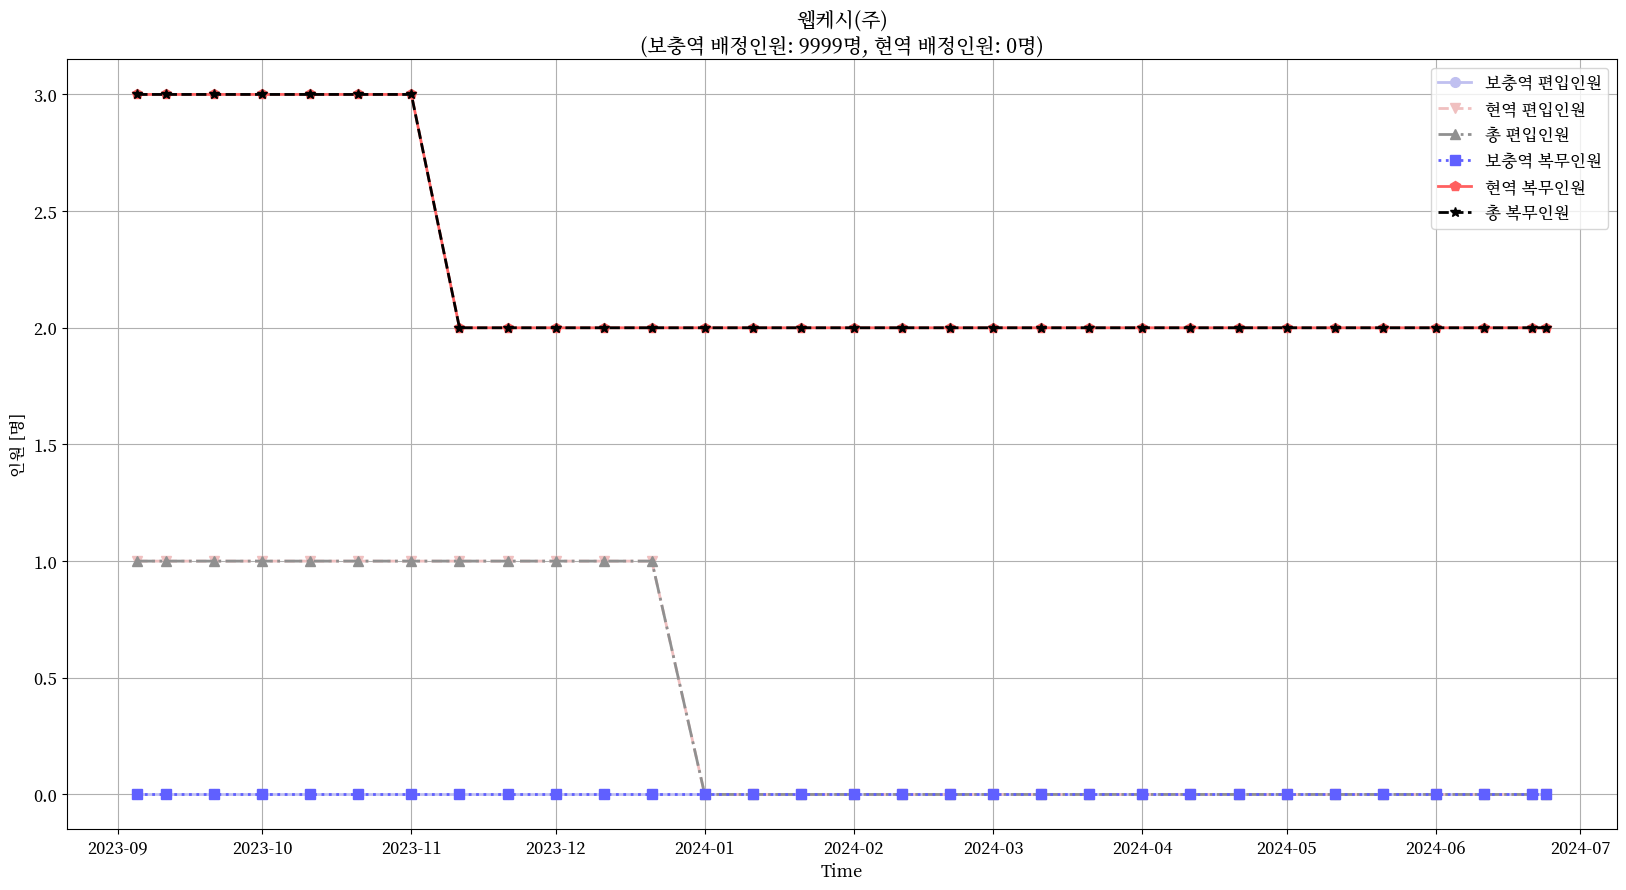 웹케시(주)
(보충역 배정인원: 9999명, 현역 배정인원: 0명)
보충역 편입인원
현역 편입인원
총 편입인원
보충역 복무인원
현역 복무인원
총 복무인원
인원 [명]
3.0
2.5
2.0
1.5
1.0
0.5
0.0
2023-09 2023-10 2023-11 2023-12 2024-01 2024-02 2024-03 2024-04 2024-05 2024-06 2024-07
Time